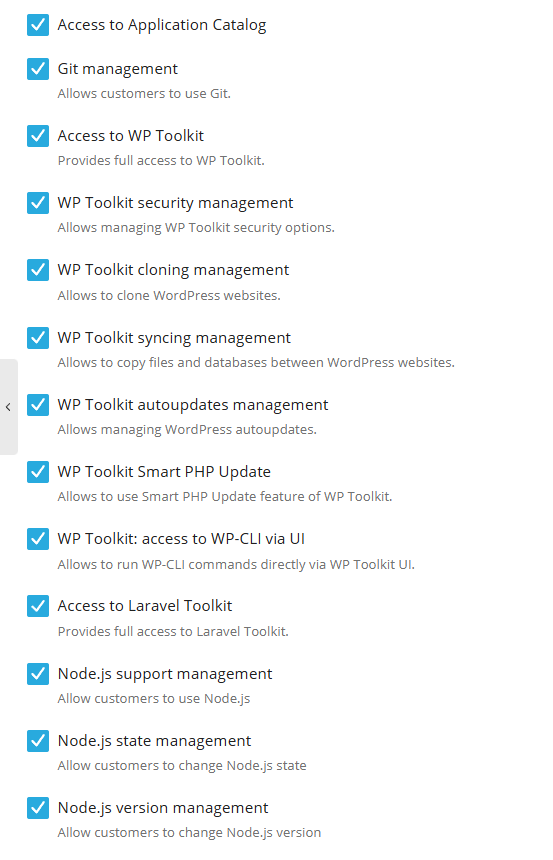 Access to Application Catalog
Git management
Allows customers to use Git.
Access to WP Toolkit
Provides full access to WP Toolkit.
WP Toolkit security management
Allows managing WP Toolkit security options.
WP Toolkit cloning management
Allows to clone WordPress websites.
WP Toolkit syncing management
Allows to copy files and databases between WordPress websites.
WP Toolkit autoupdates management
Allows managing WordPress autoupdates.
WP Toolkit Smart PHP Update
Allows to use Smart PHP Update feature of WP Toolkit.
WP Toolkit: access to WP-CLI via UI
Allows to run WP-CLI commands directly via WP Toolkit UI.
Access to Laravel Toolkit
Provides full access to Laravel Toolkit.
Node.js support management
Allow customers to use Node.js
Node.js state management
Allow customers to change Node.js state
Node.js version management
Allow customers to change Node.js version